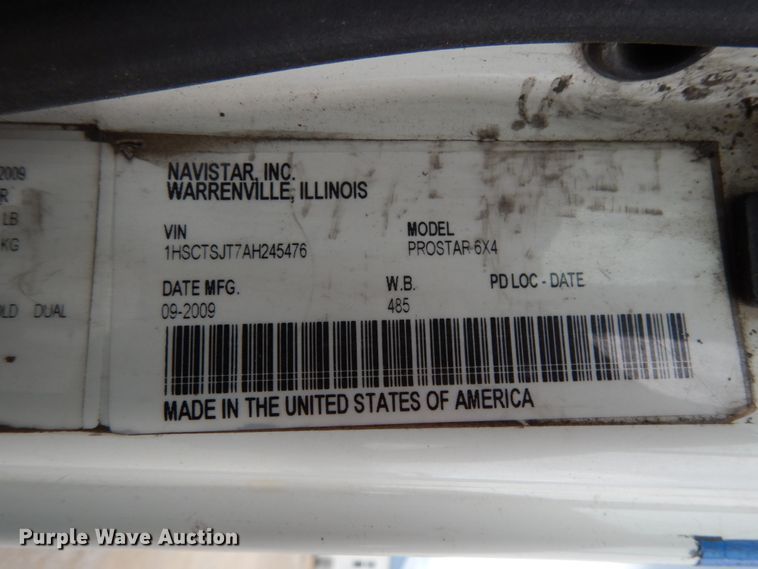 2009
R
LB
KG
DUAL
NAVISTAR, INC.
WARRENVILLE, ILLINOIS
VIN MODEL
1HSCTSJT7AH245476 PROSTAR 6X4
DATE MFG. W.B. PD LOC - DATE
09-2009 485
MADE IN THE UNITED STATES OF AMERICA
Purple Wave Auction